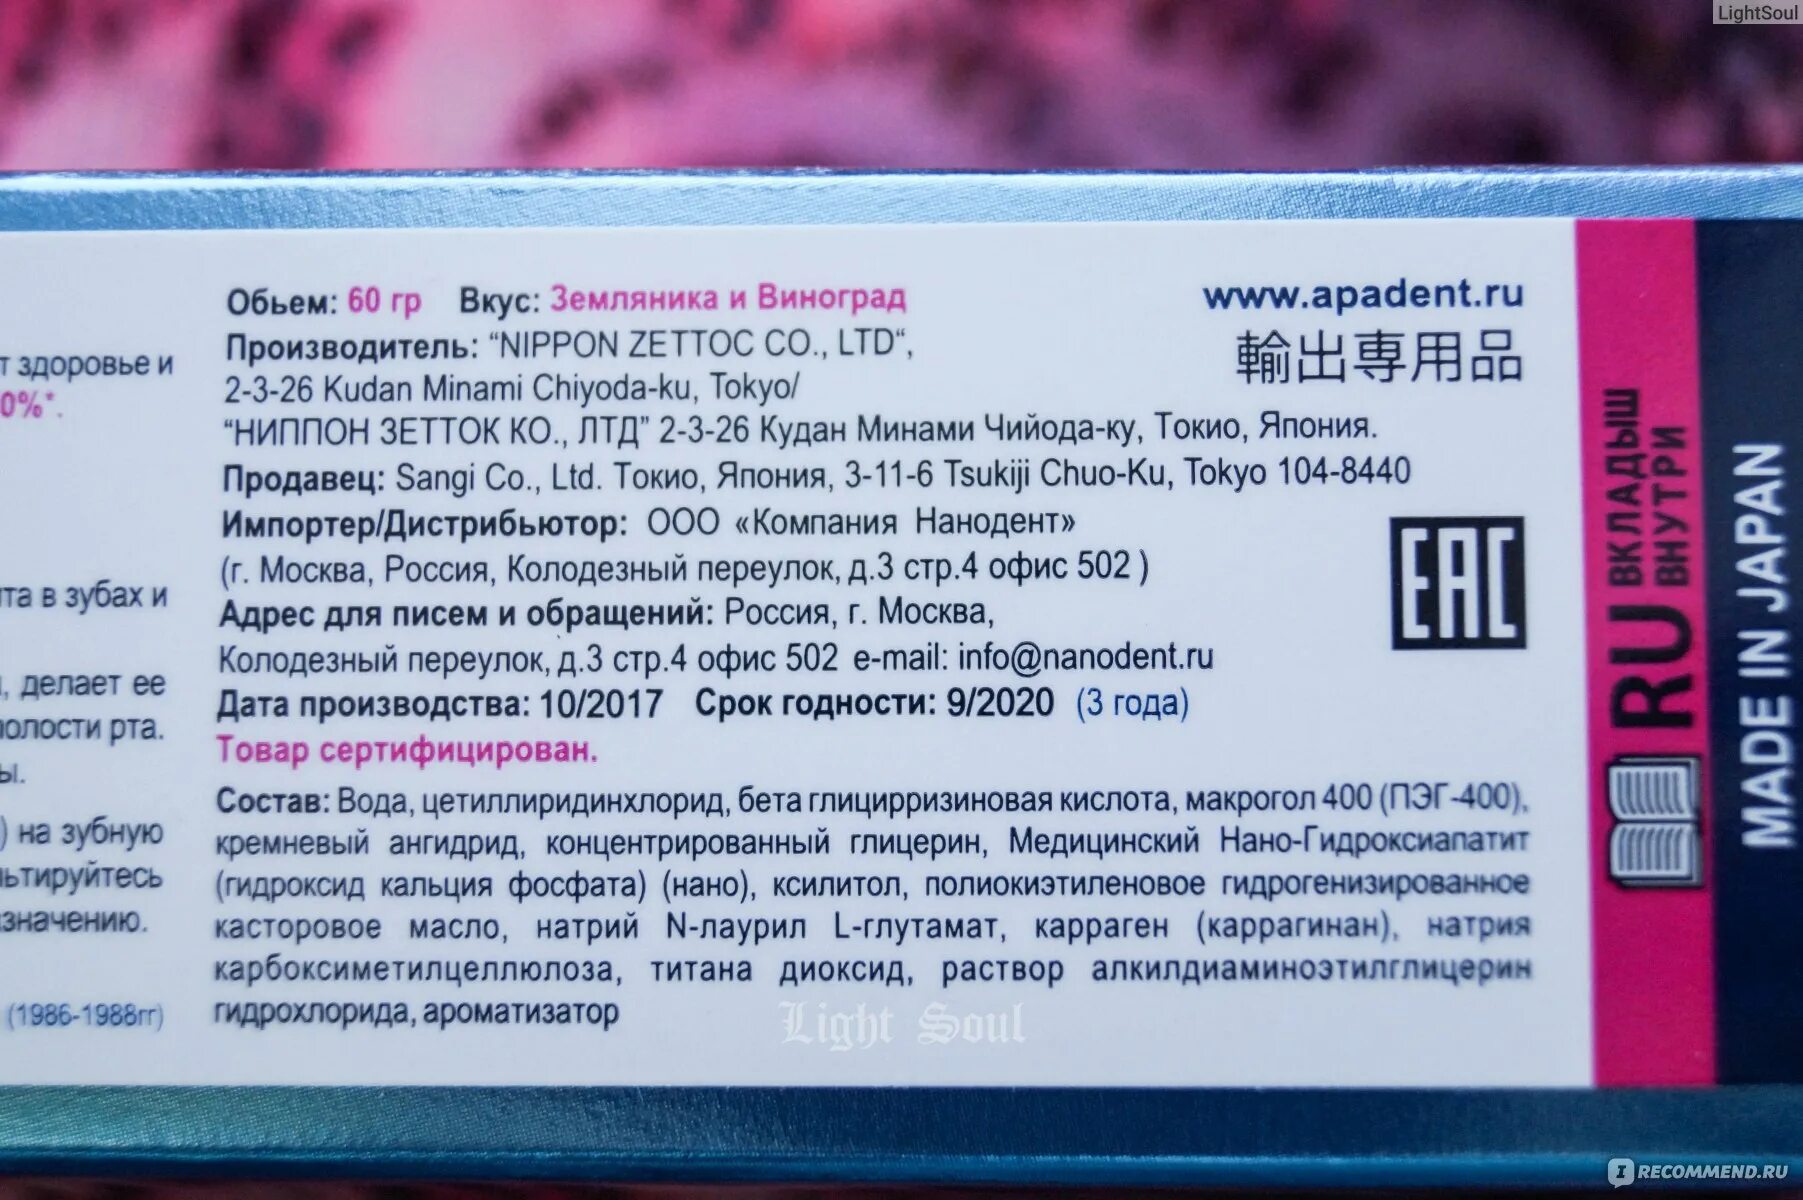 LightSoul
т здоровье и
0%*.
та в зубах и
, делает ее
полости рта.
ы.
) на зубную
льтируйтесь
значению.
(1986-1988гг)
Обьем: 60 гр Вкус: Земляника и Виноград
Производитель: “NIPPON ZETTOC CO., LTD“,
2-3-26 Kudan Minami Chiyoda-ku, Tokyo/
“НИППОН ЗЕТТОК КО., ЛТД” 2-3-26 Кудан Минами Чийода-ку, Токио, Япония.
Продавец: Sangi Co., Ltd. Токио, Япония, 3-11-6 Tsukiji Chuo-Ku, Tokyo 104-8440
Импортер/Дистрибьютор: ООО «Компания Нанодент»
(г. Москва, Россия, Колодезный переулок, д.3 стр.4 офис 502 )
Адрес для писем и обращений: Россия, г. Москва,
Колодезный переулок, д.3 стр.4 офис 502 e-mail: info@nanodent.ru
Дата производства: 10/2017 Срок годности: 9/2020 (3 года)
Товар сертифицирован.
Состав: Вода, цетиллиридинхлорид, бета глицирризиновая кислота, макрогол 400 (ПЭГ-400),
кремневый ангидрид, концентрированный глицерин, Медицинский Нано-Гидроксиапатит
(гидроксид кальция фосфата) (нано), ксилитол, полиокиэтиленовое гидрогенизированное
касторовое масло, натрий N-лаурил L-глутамат, карраген (каррагинан), натрия
карбоксиметилцеллюлоза, титана диоксид, раствор алкилдиаминоэтилглицерин
гидрохлорида, ароматизатор
www.apadent.ru
輸出専用品
EAC
RU ВКЛАДЫШ
ВНУТРИ
MADE IN JAPAN
Light Soul
IRECOMMEND.RU